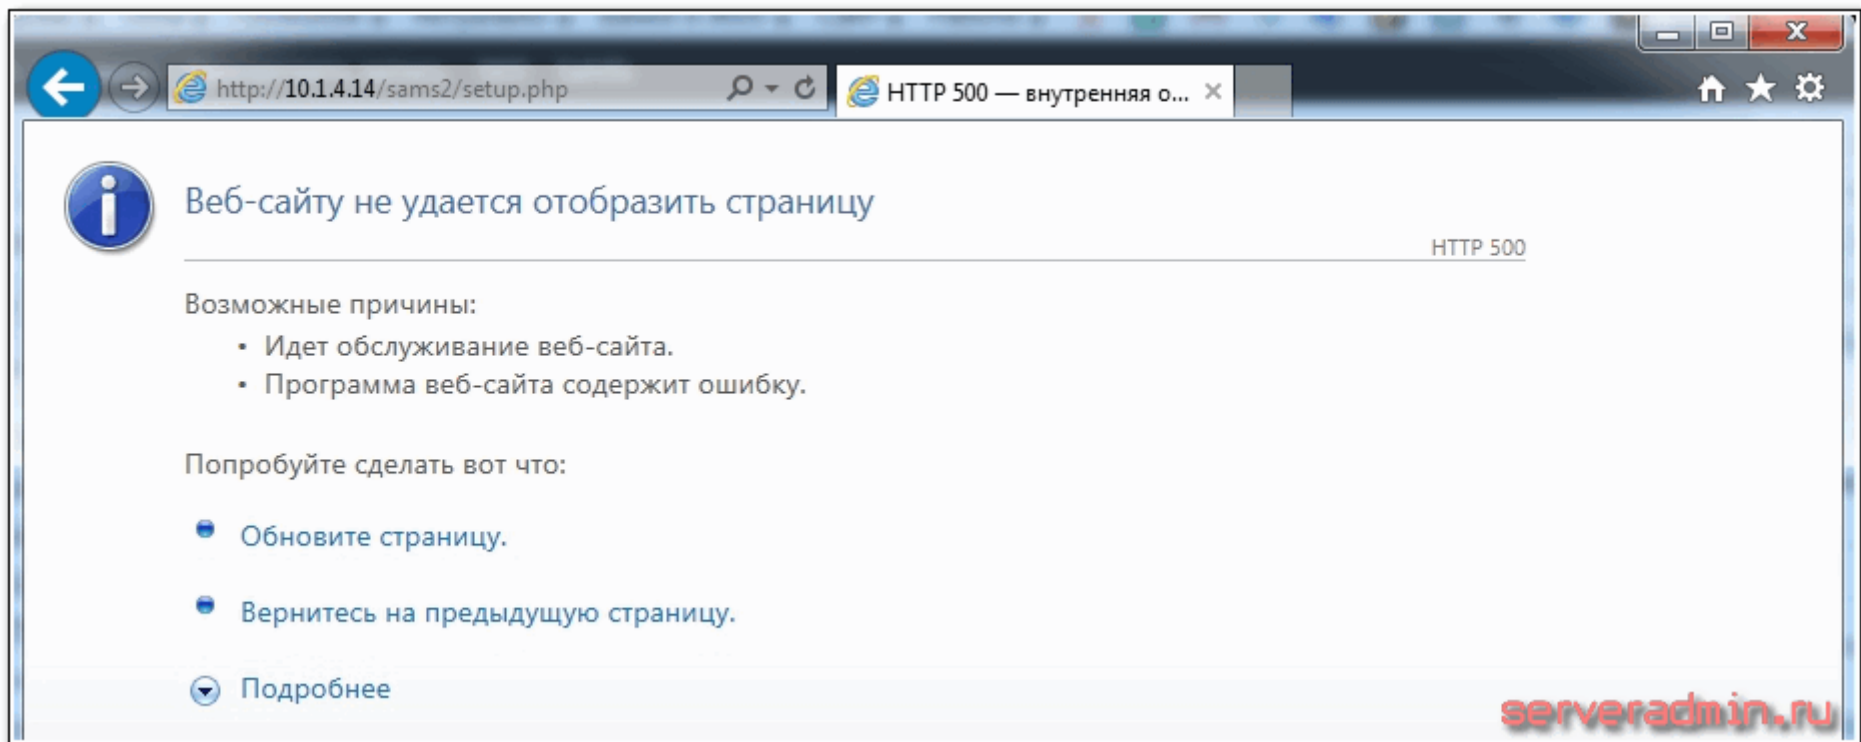 http://10.1.4.14/sams2/setup.php
HTTP 500 — внутренняя о...
Веб-сайту не удается отобразить страницу
HTTP 500
Возможные причины:
• Идет обслуживание веб-сайта.
• Программа веб-сайта содержит ошибку.
Попробуйте сделать вот что:
Обновите страницу.
Вернитесь на предыдущую страницу.
Подробнее
serveradmin.ru